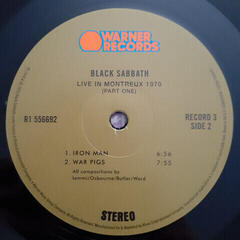 WARNER
RECORDS
BLACK SABBATH
LIVE IN MONTREUX 1970
(PART ONE)
R1 556692
RECORD 3
SIDE 2
1. IRON MAN 6:56
2. WAR PIGS 7:55
All compositions by
Iommi/Osbourne/Butler/Ward
STEREO